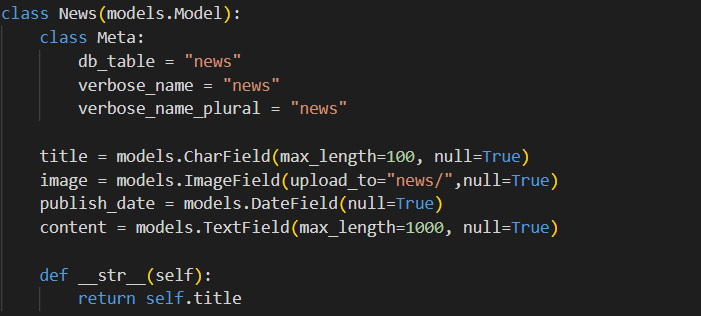 class News(models.Model):
    class Meta:
        db_table = "news"
        verbose_name = "news"
        verbose_name_plural = "news"

    title = models.CharField(max_length=100, null=True)
    image = models.ImageField(upload_to="news/",null=True)
    publish_date = models.DateField(null=True)
    content = models.TextField(max_length=1000, null=True)

    def __str__(self):
        return self.title